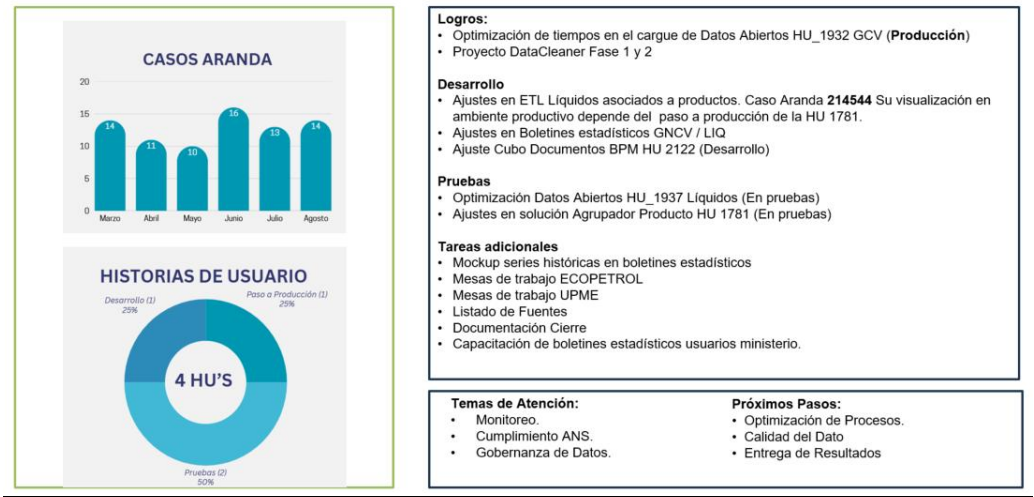 CASOS ARANDA
20
15
10
5
0
14
11
10
16
13
14
Marzo
Abril
Mayo
Junio
Julio
Agosto
HISTORIAS DE USUARIO
Desarrollo (1)
25%
Paso a Producción (1)
25%
4 HU'S
Pruebas (2)
50%
Logros:
• Optimización de tiempos en el cargue de Datos Abiertos HU_1932 GCV (Producción)
• Proyecto DataCleaner Fase 1 y 2
Desarrollo
• Ajustes en ETL Líquidos asociados a productos. Caso Aranda 214544 Su visualización en
ambiente productivo depende del paso a producción de la HU 1781.
• Ajustes en Boletines estadísticos GNCV / LIQ
• Ajuste Cubo Documentos BPM HU 2122 (Desarrollo)
Pruebas
• Optimización Datos Abiertos HU_1937 Líquidos (En pruebas)
• Ajustes en solución Agrupador Producto HU 1781 (En pruebas)
Tareas adicionales
• Mockup series históricas en boletines estadísticos
• Mesas de trabajo ECOPETROL
• Mesas de trabajo UPME
• Listado de Fuentes
• Documentación Cierre
• Capacitación de boletines estadísticos usuarios ministerio.
Temas de Atención:
• Monitoreo.
• Cumplimiento ANS.
• Gobernanza de Datos.
Próximos Pasos:
• Optimización de Procesos.
• Calidad del Dato
• Entrega de Resultados